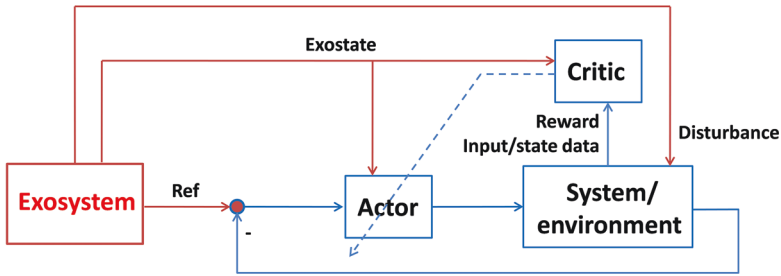 Exostate
Critic
Reward
Input/state data
Disturbance
Exosystem
Ref
-
Actor
System/
environment